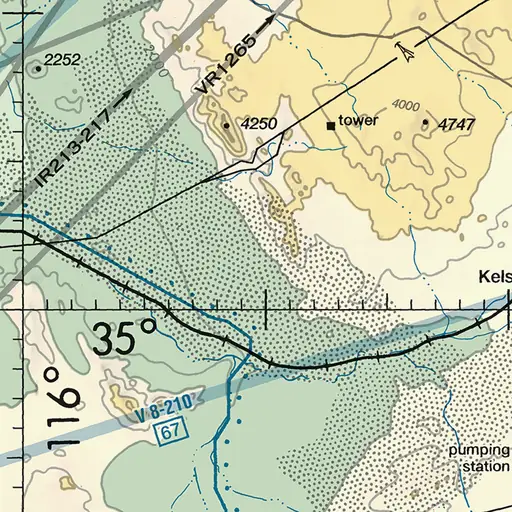 2252
VR1265
IR213-217
4250
tower
4000
4747
Kels
35°
116°
V 8-210
67
pumping
station